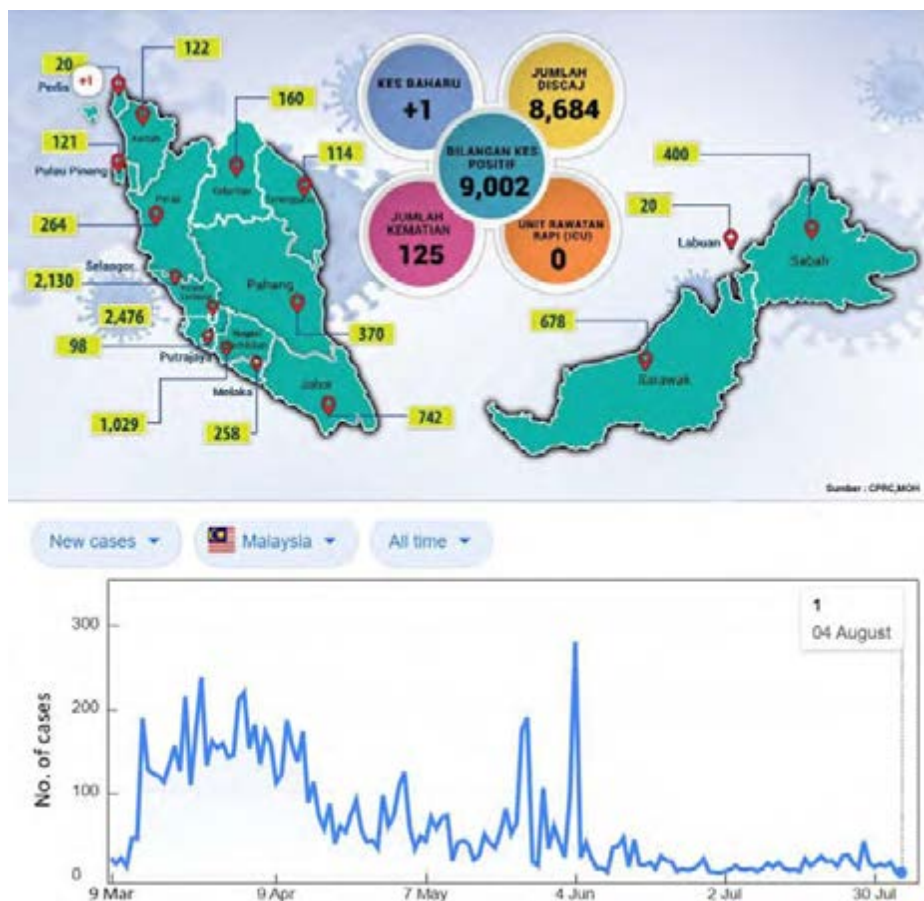 122
20
Perlis
+1
Kedah
160
121
Pulau Pinang
114
Kelantan
Terengganu
264
Perak
Selangor
2,130
Pahang
2,476
98
Putrajaya
370
Melaka
Johor
1,029
258
742
KES BAHARU
+1
JUMLAH
DISCAJ
8,684
BILANGAN KES
POSITIF
9,002
JUMLAH
KEMATIAN
125
UNIT RAWATAN
RAPI (ICU)
0
400
20
Labuan
Sabah
678
Sarawak
Sumber : CPRC,MOH
New cases
Malaysia
All time
No. of cases
300
200
100
0
1
04 August
9 Mar
9 Apr
7 May
4 Jun
2 Jul
30 Jul